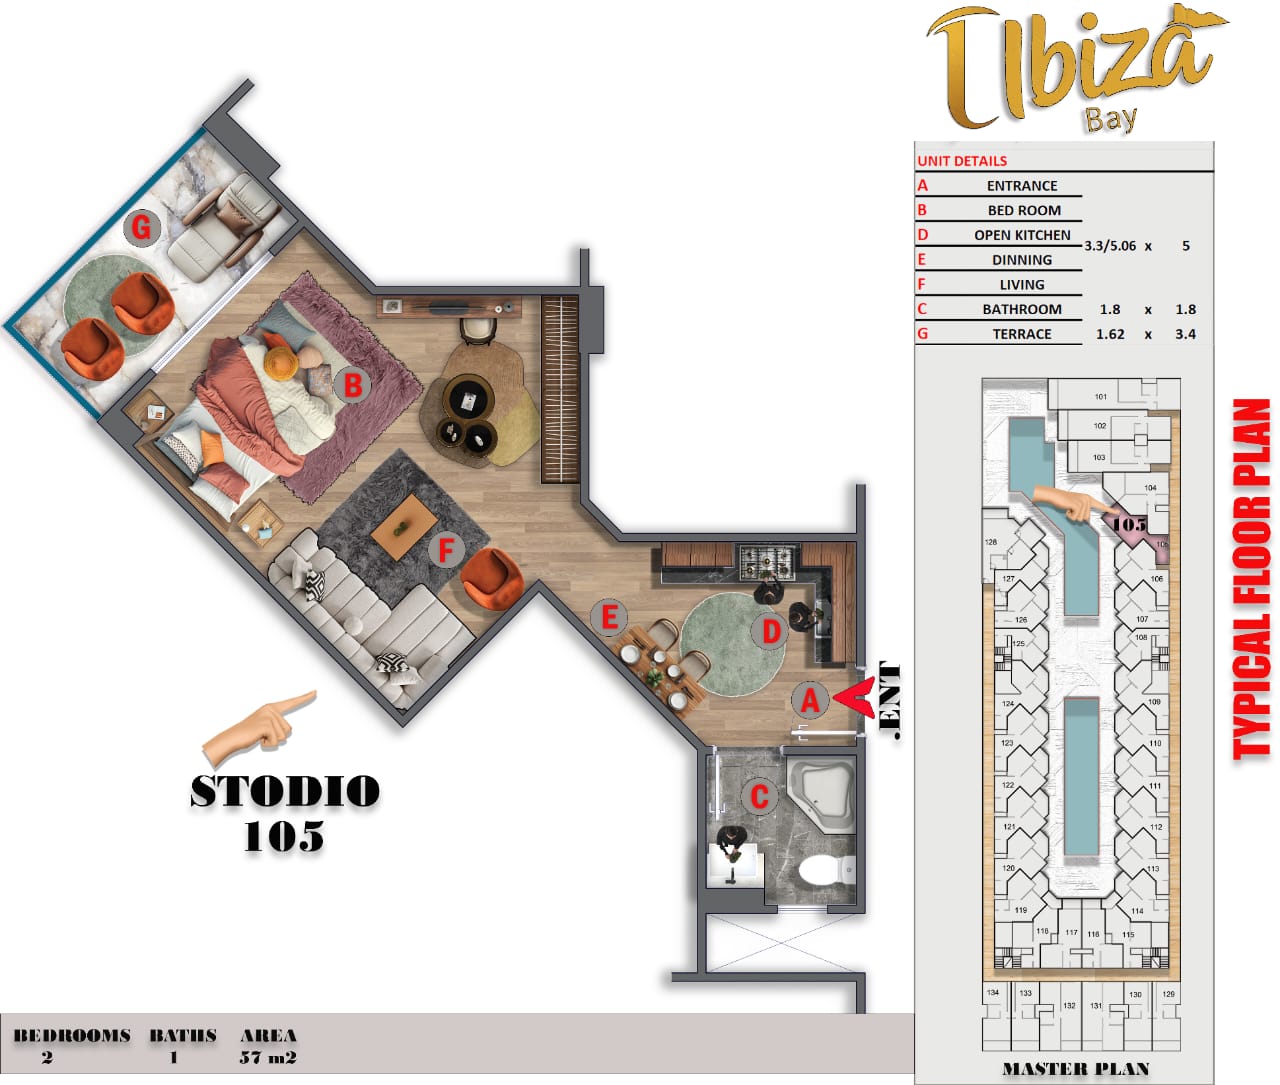 Ibiza
Bay
UNIT DETAILS
A ENTRANCE
B BED ROOM
D OPEN KITCHEN
3.3/5.06 x 5
E DINNING
F LIVING
C BATHROOM 1.8 x 1.8
G TERRACE 1.62 x 3.4
G
B
F
E
D
A
.ENT
C
STODIO
105
TYPICAL FLOOR PLAN
101
102
103
104
105
105
128
127
106
126
107
125
108
124
109
123
110
122
111
121
112
120
113
119
114
118
117
116
115
134
133
132
131
130
129
MASTER PLAN
BEDROOMS BATHS AREA
2 1 57 m2